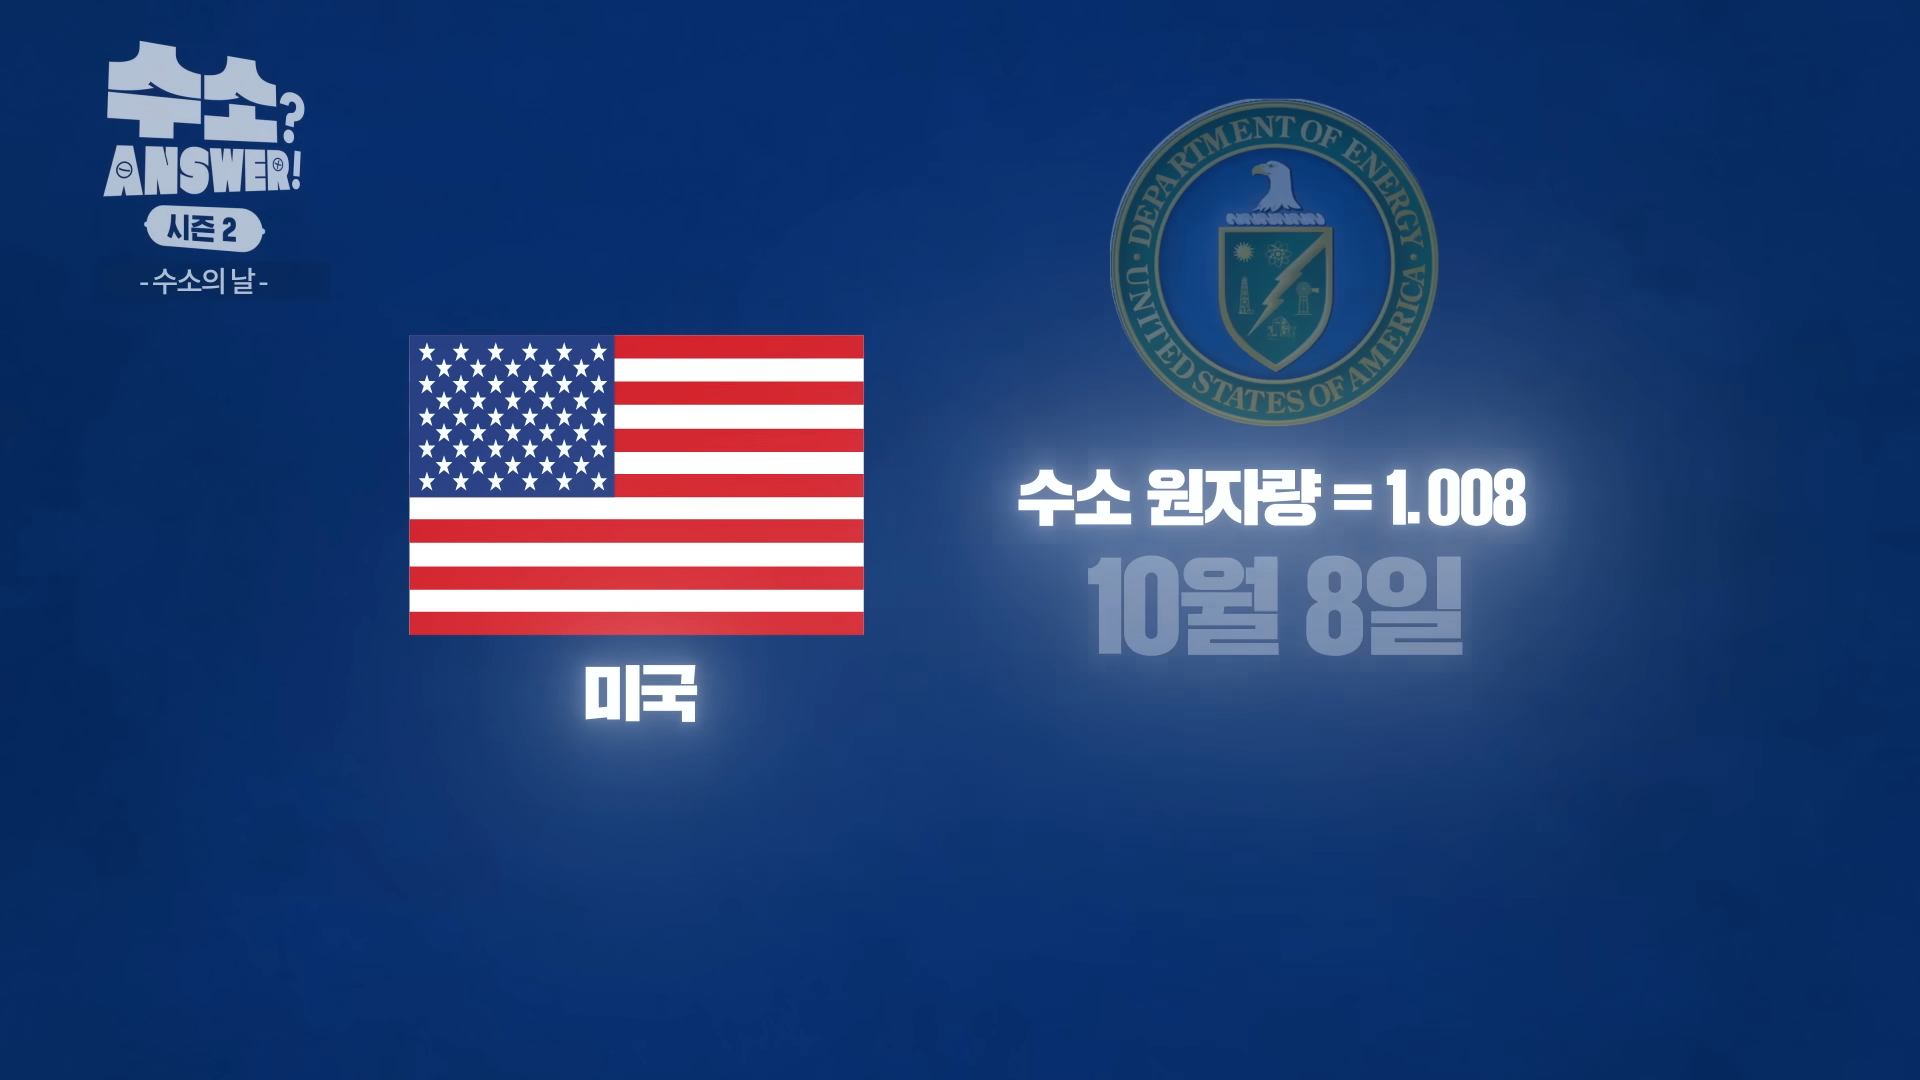 수소?
ANSWER!
시즌 2
- 수소의 날 -
미국
DEPARTMENT OF ENERGY
UNITED STATES OF AMERICA
수소 원자량 = 1.008
10월 8일